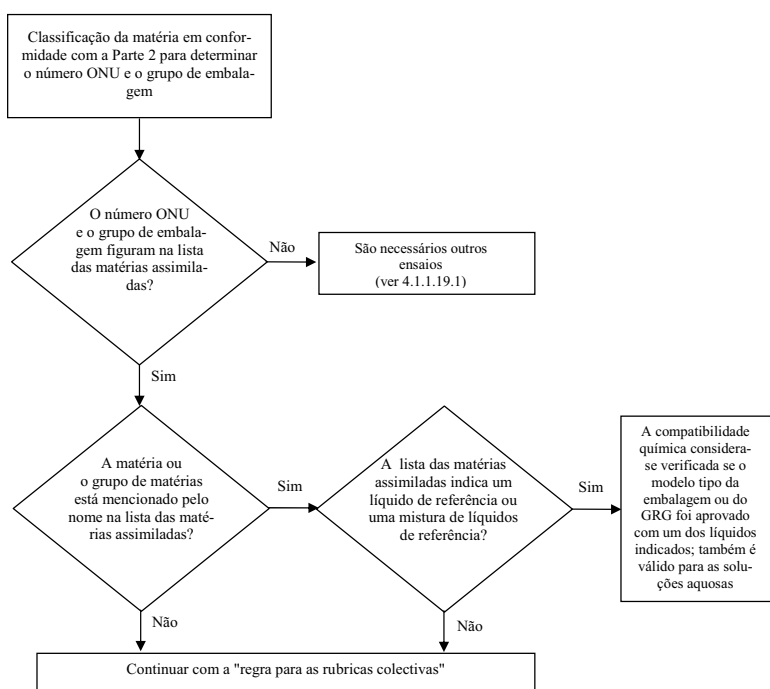 Classificação da matéria em confor-
midade com a Parte 2 para determinar
o número ONU e o grupo de embala-
gem
O número ONU
e o grupo de embala-
gem figuram na lista
das matérias assimila-
das?
Não
São necessários outros
ensaios
(ver 4.1.1.19.1)
Sim
A matéria ou
o grupo de matérias
está mencionado pelo
nome na lista das maté-
rias assimiladas?
Sim
A lista das matérias
assimiladas indica um
líquido de referência ou
uma mistura de líquidos
de referência?
Sim
A compatibilidade
química considera-
se verificada se o
modelo tipo da
embalagem ou do
GRG foi aprovado
com um dos líquidos
indicados; também é
válido para as solu-
ções aquosas
Não
Não
Continuar com a "regra para as rubricas colectivas"